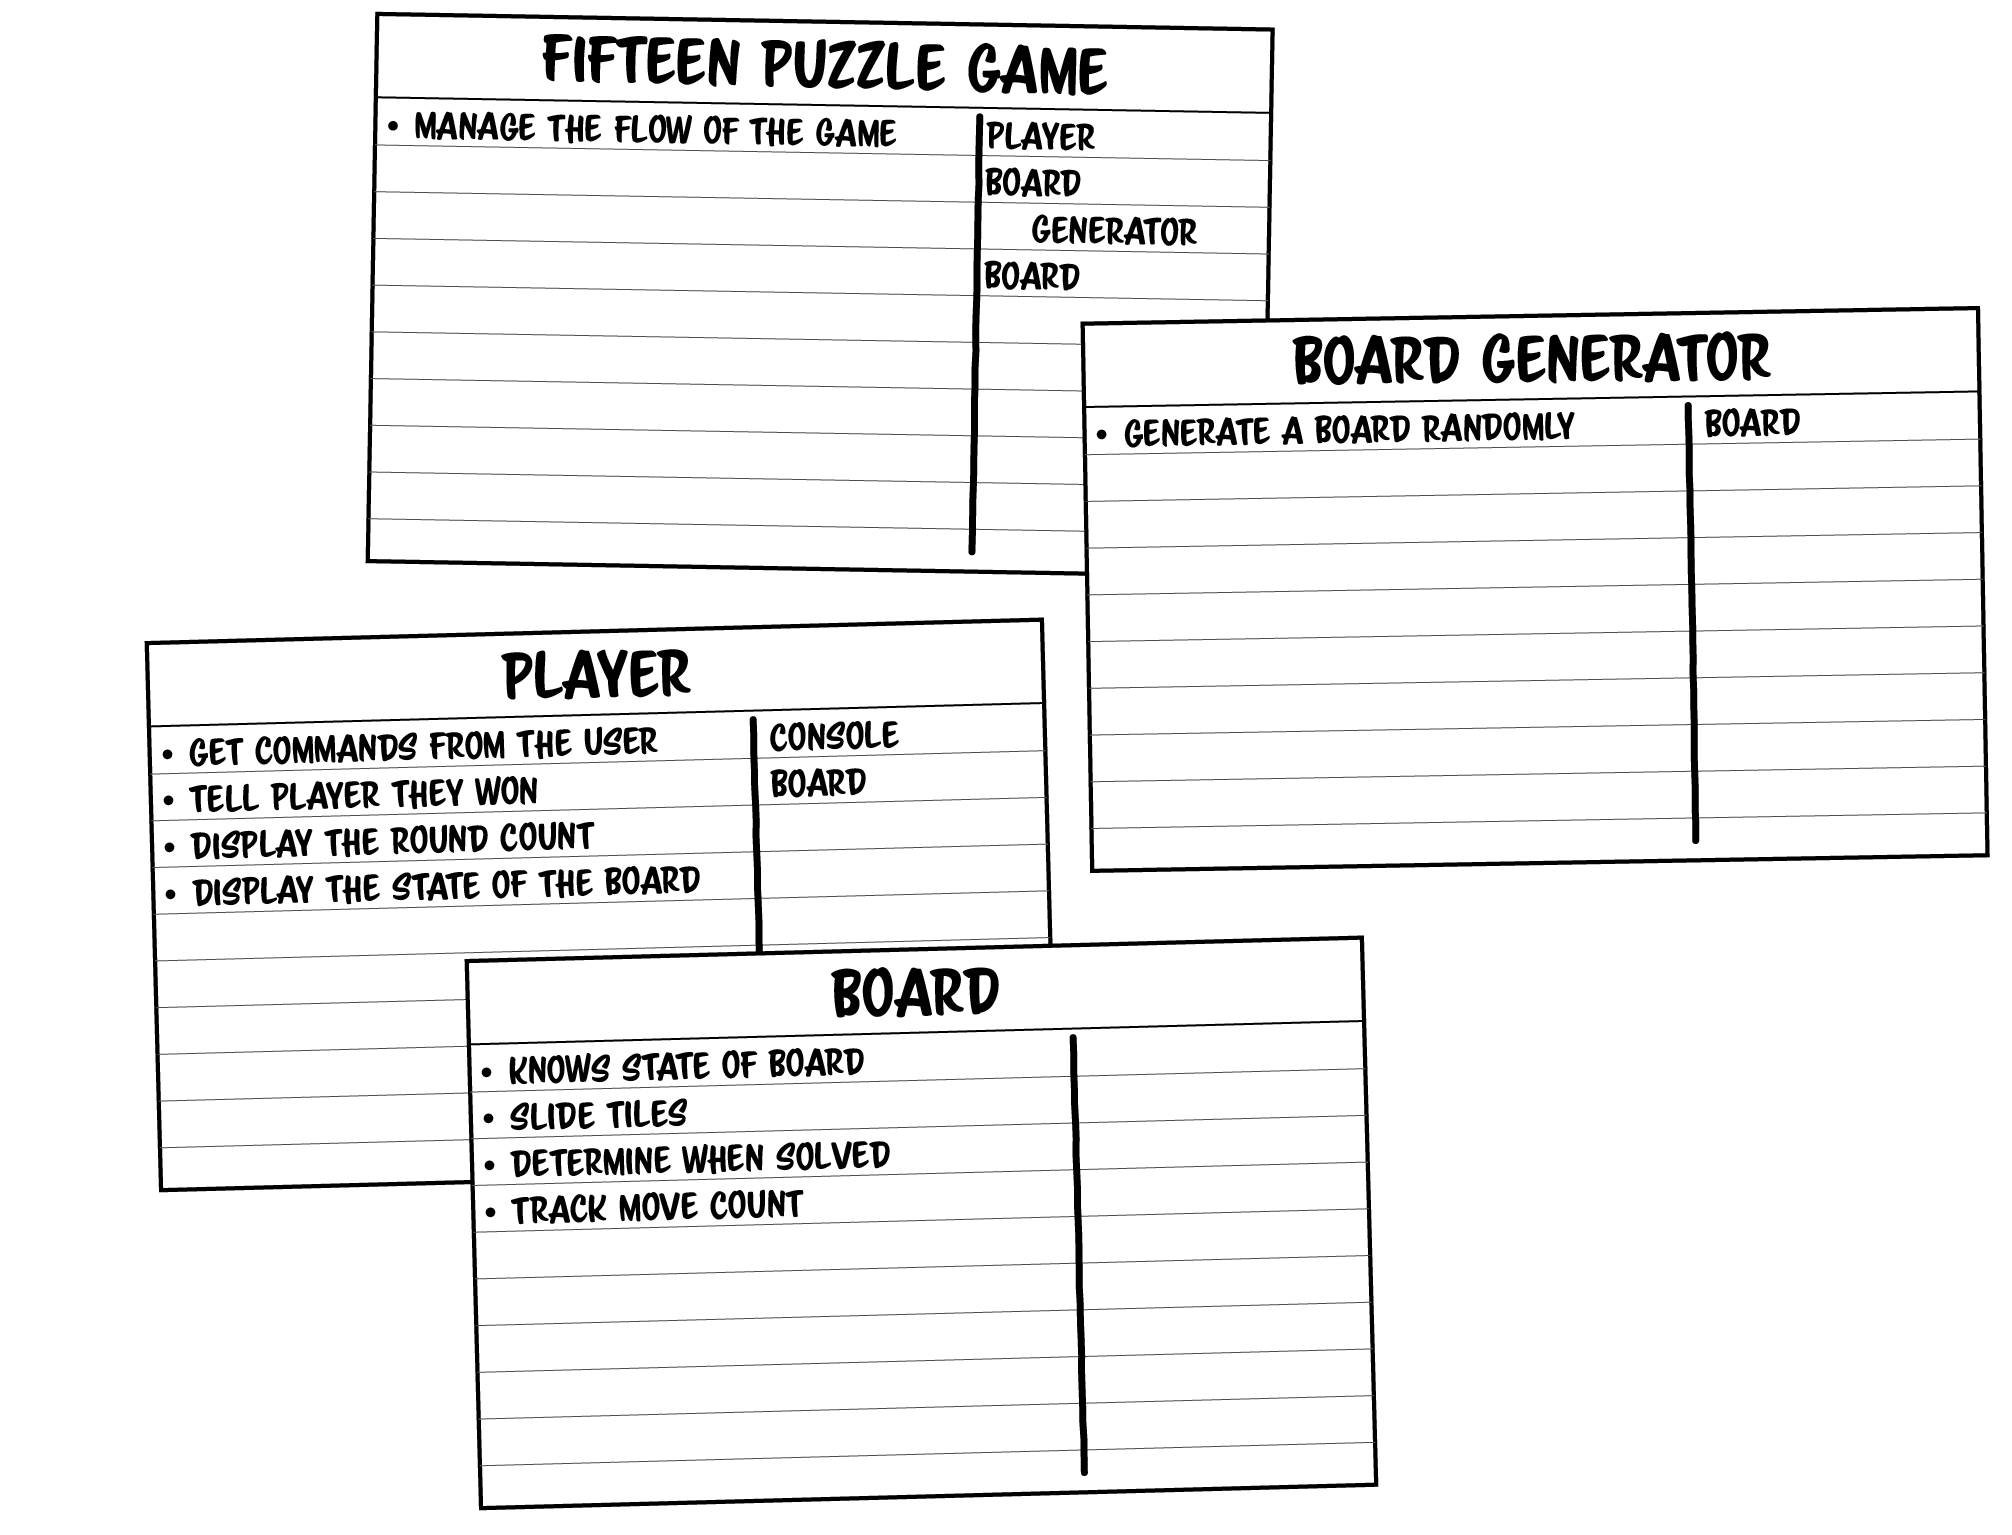 FIFTEEN PUZZLE GAME
• MANAGE THE FLOW OF THE GAME
PLAYER
BOARD
GENERATOR
BOARD
BOARD GENERATOR
• GENERATE A BOARD RANDOMLY
BOARD
PLAYER
• GET COMMANDS FROM THE USER
• TELL PLAYER THEY WON
• DISPLAY THE ROUND COUNT
• DISPLAY THE STATE OF THE BOARD
CONSOLE
BOARD
BOARD
• KNOWS STATE OF BOARD
• SLIDE TILES
• DETERMINE WHEN SOLVED
• TRACK MOVE COUNT